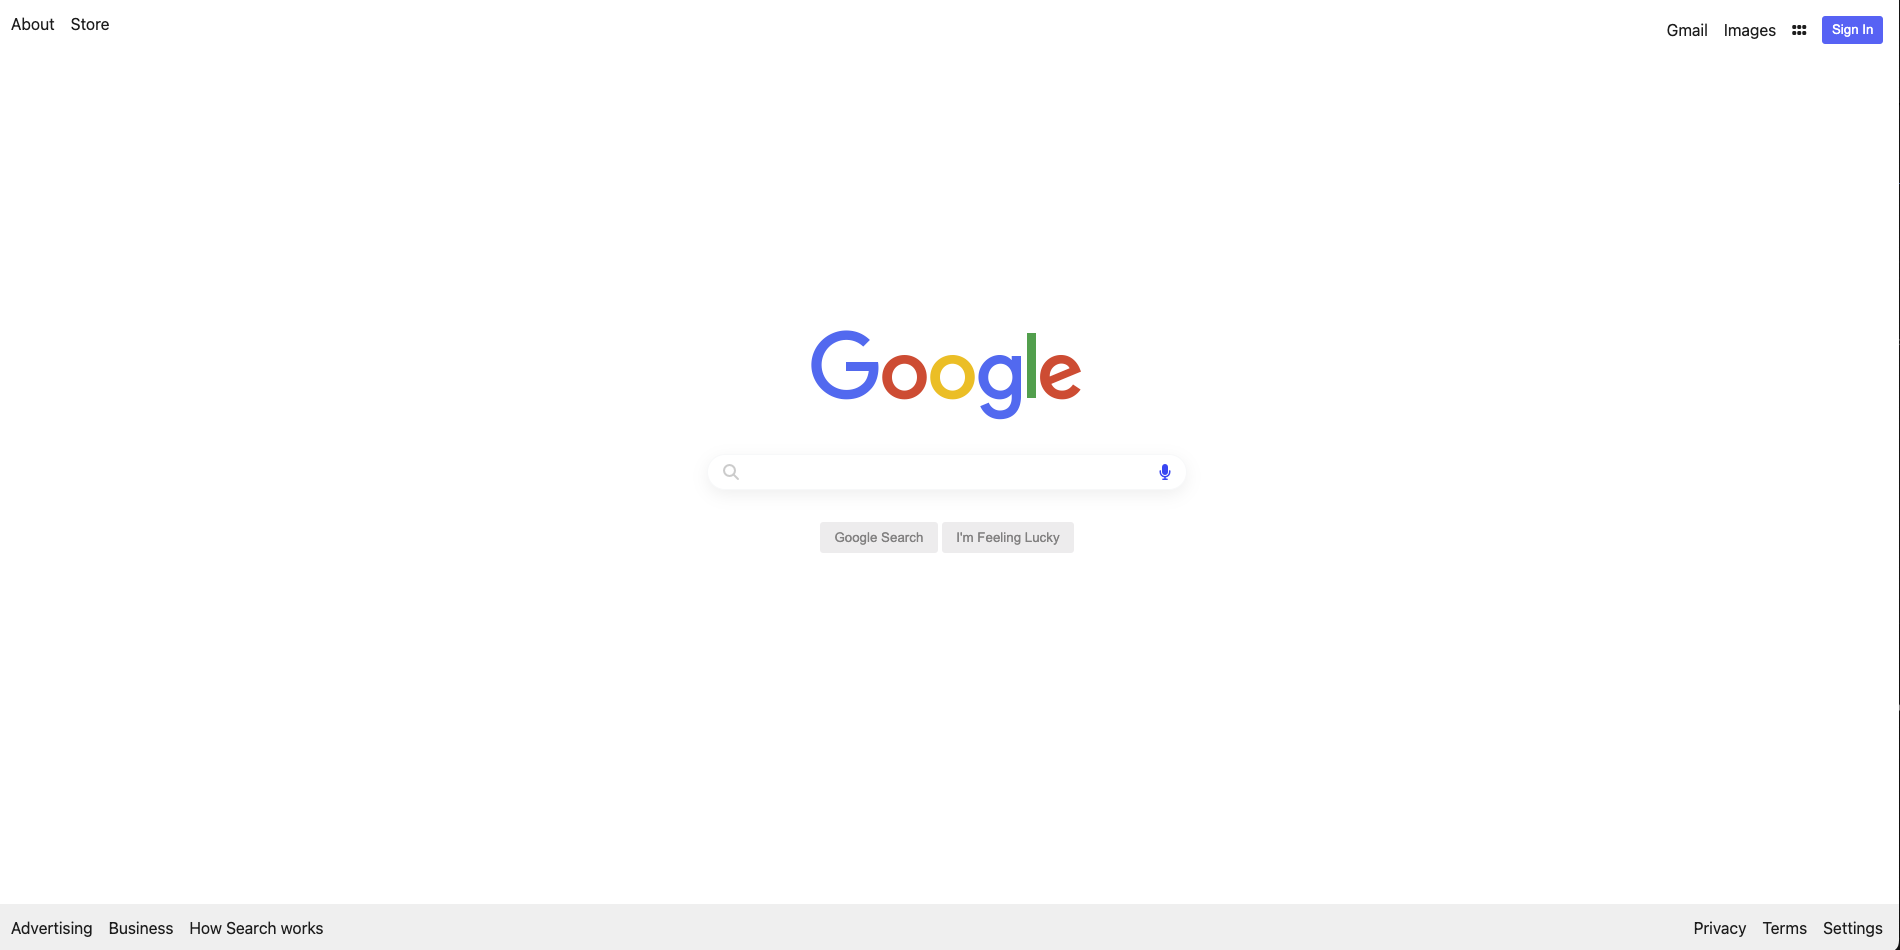 About Store
Gmail Images Sign In
Google
Google Search I'm Feeling Lucky
Advertising Business How Search works
Privacy Terms Settings